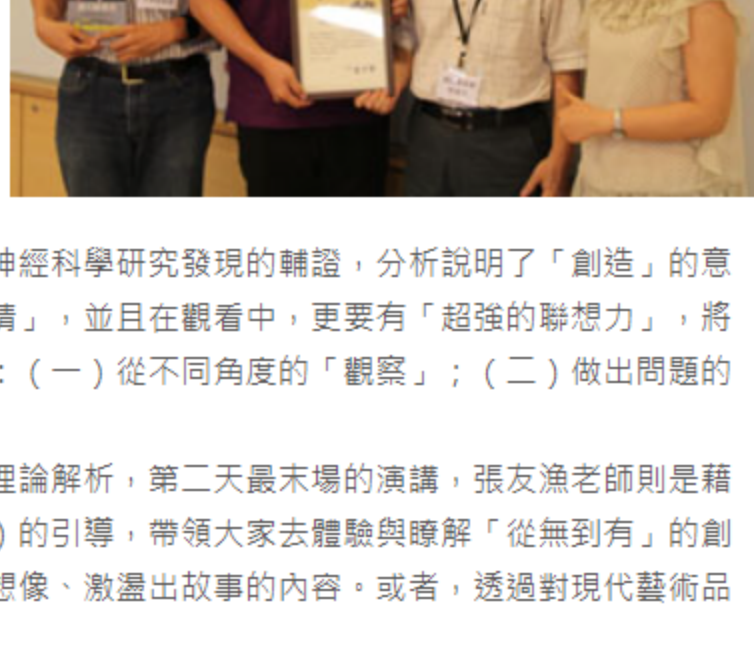 神經科學研究發現的輔證，分析說明了「創造」的意
情」，並且在觀看中，更要有「超強的聯想力」，將
：（一）從不同角度的「觀察」；（二）做出問題的
理論解析，第二天最末場的演講，張友漁老師則是藉
）的引導，帶領大家去體驗與瞭解「從無到有」的創
想像、激盪出故事的內容。或者，透過對現代藝術品